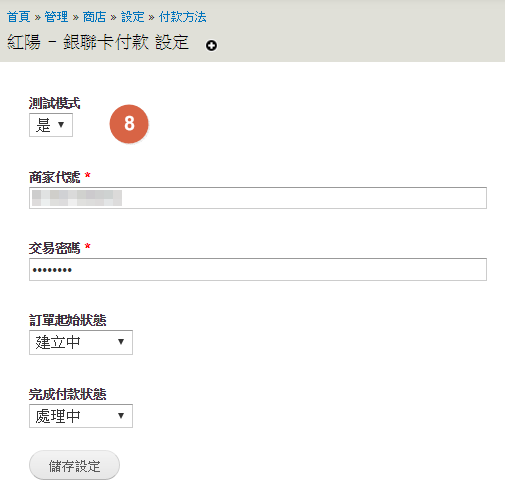 首頁 » 管理 » 商店 » 設定 » 付款方法
紅陽 - 銀聯卡付款 設定
測試模式
是
8
商家代號 *
交易密碼 *
••••••••
訂單起始狀態
建立中
完成付款狀態
處理中
儲存設定